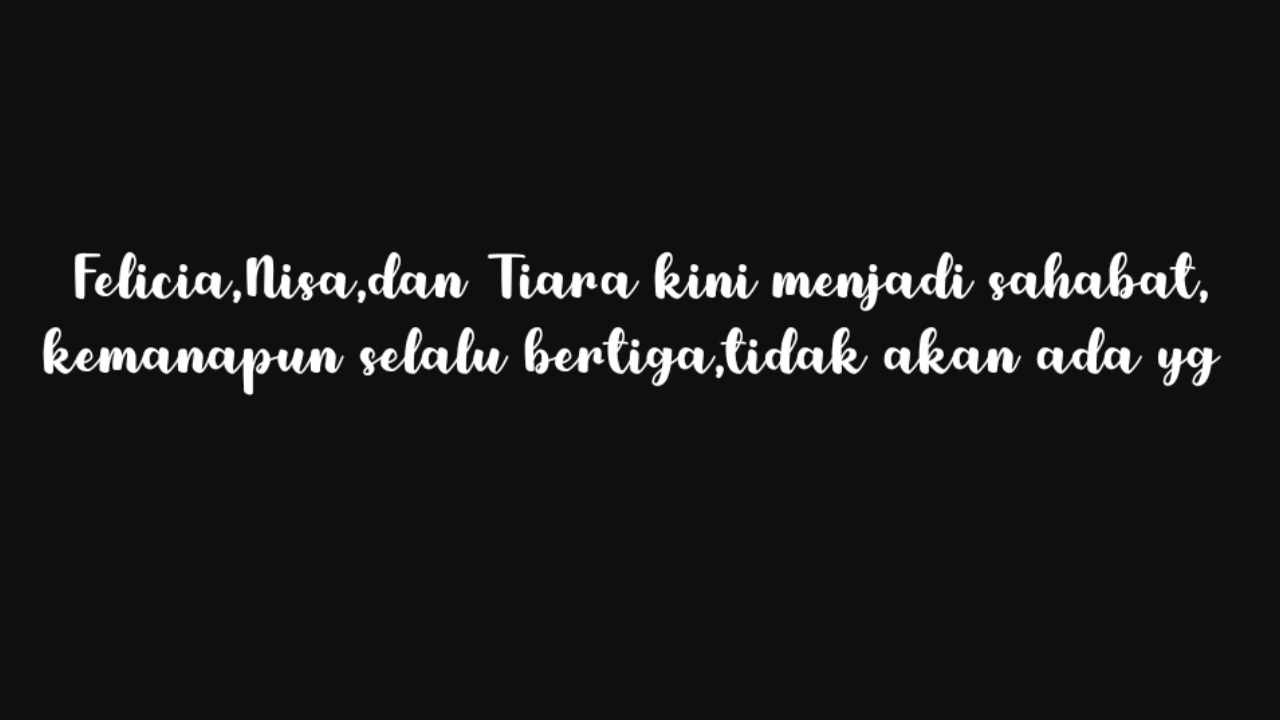 Felicia,Nisa,dan Tiara kini menjadi sahabat,
kemanapun selalu bertiga,tidak akan ada yg